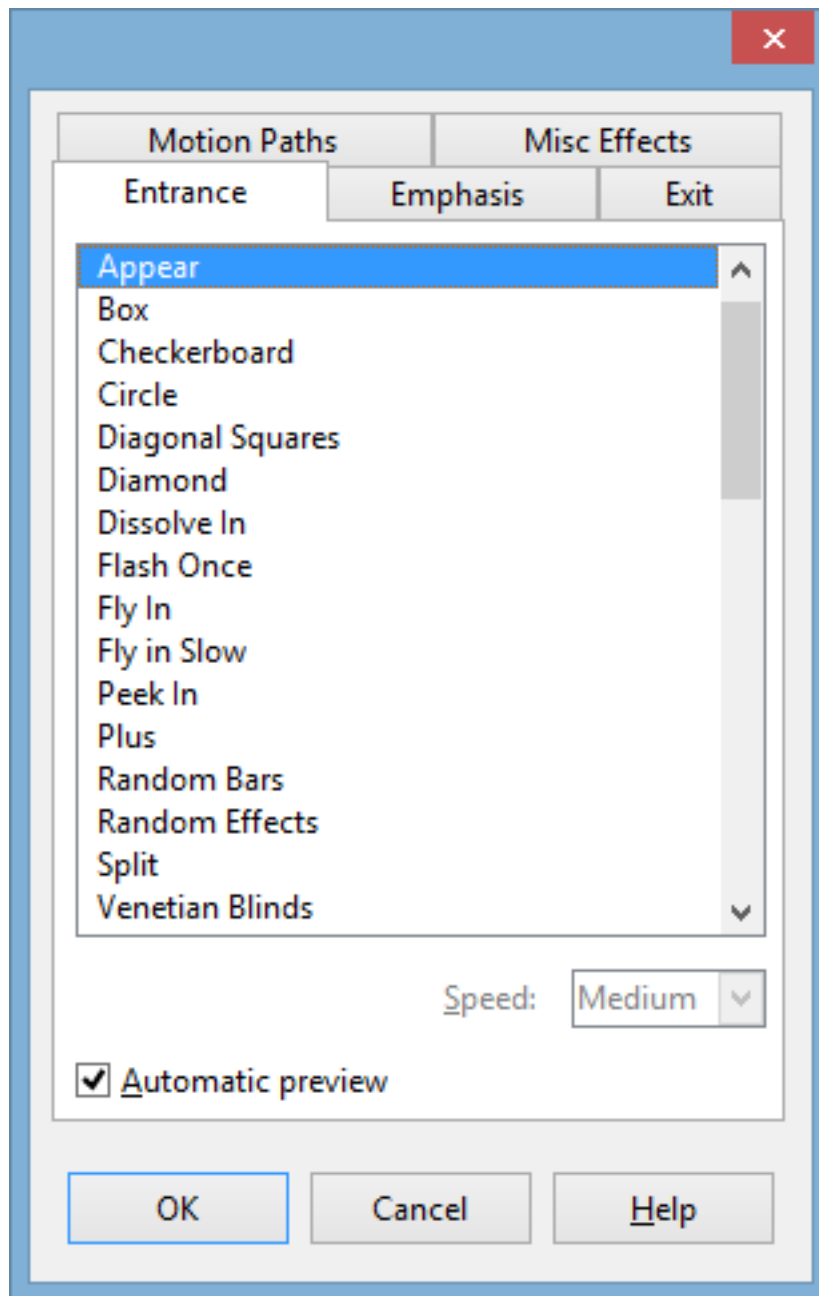 Motion Paths Misc Effects
Entrance Emphasis Exit
Appear
Box
Checkerboard
Circle
Diagonal Squares
Diamond
Dissolve In
Flash Once
Fly In
Fly in Slow
Peek In
Plus
Random Bars
Random Effects
Split
Venetian Blinds
Speed: Medium
Automatic preview
OK Cancel Help